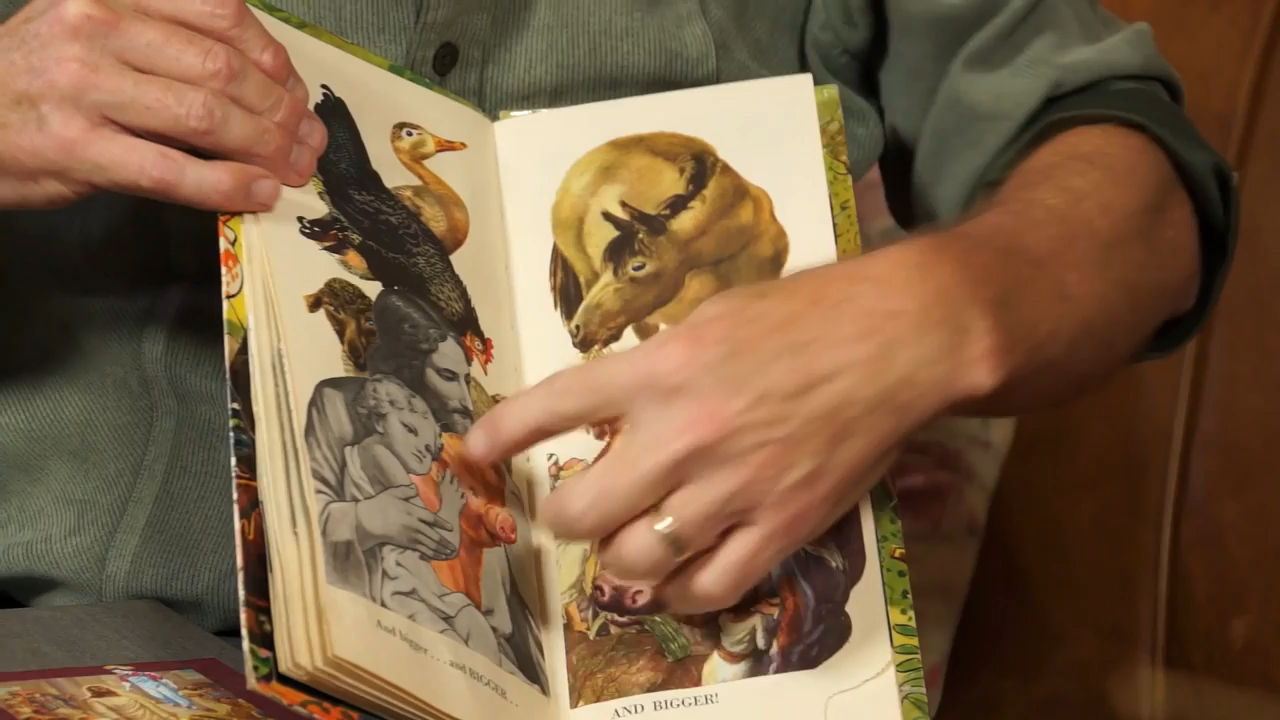 And bigger . . . and BIGGER . .
AND BIGGER!